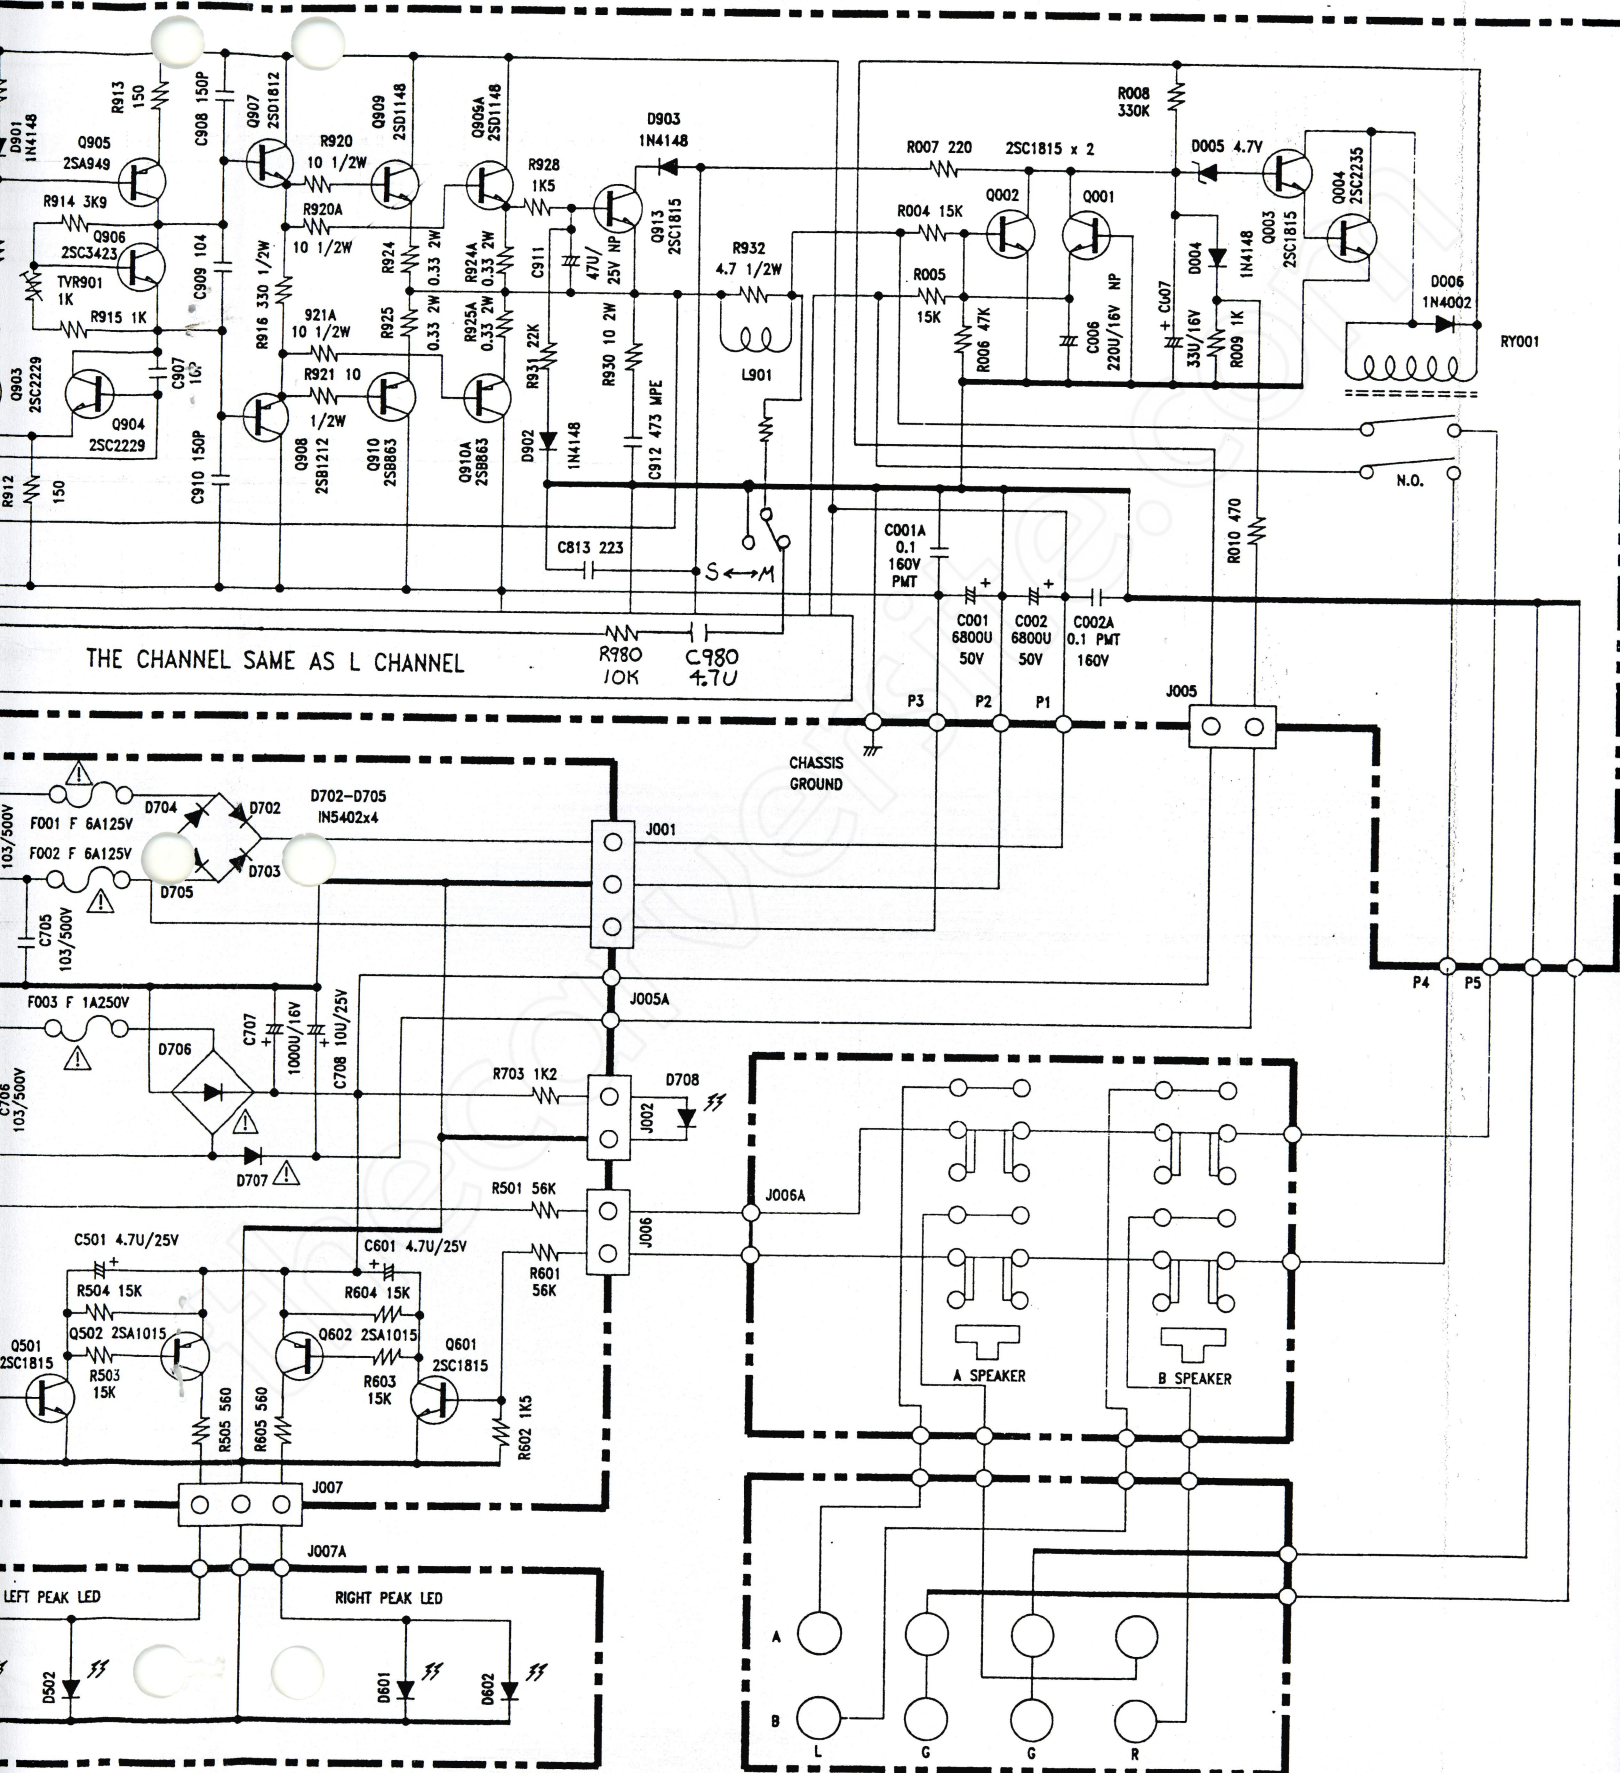 R913
150
C908 150P
Q907
2SD1812
Q909
2SD1148
Q909A
2SD1148
D903
1N4148
R008
330K
D901
1N4148
Q905
2SA949
R920
10 1/2W
R928
1K5
R007 220
2SC1815 x 2
D005 4.7V
Q003
2SC1815
Q004
2SC2235
R914 3K9
Q906
2SC3423
R920A
10 1/2W
R924
0.33 2W
R924A
0.33 2W
C911
47U/
25V NP
Q913
2SC1815
R932
4.7 1/2W
R004 15K
Q002
Q001
D004
1N4148
TVR901
1K
C909 104
R916 330 1/2W
R005
15K
C006
220U/16V NP
+ C007
33U/16V
R009 1K
D006
1N4002
RY001
R915 1K
921A
10 1/2W
R925
0.33 2W
R925A
0.33 2W
R931 22K
R930 10 2W
R006 47K
L901
Q903
2SC2229
C907
R921 10
1/2W
Q904
2SC2229
R912
150
C910 150P
Q908
2SB1212
Q910
2SB863
Q910A
2SB863
D902
1N4148
C912 473 MPE
N.O.
R010 470
C813 223
S ↔ M
C001A
0.1
160V
PMT
+
+
C001
6800U
50V
C002
6800U
50V
C002A
0.1 PMT
160V
THE CHANNEL SAME AS L CHANNEL
R980
10K
C980
4.7U
P3
P2
P1
J005
CHASSIS
GROUND
D704
D702
D702-D705
IN5402x4
F001 F 6A125V
103/500V
F002 F 6A125V
D705
D703
J001
C705
103/500V
F003 F 1A250V
C707
+
1000U/16V
+
C708 10U/25V
J005A
P4
P5
D706
C706
103/500V
R703 1K2
D708
J002
D707
R501 56K
J006A
J006
C501 4.7U/25V
+
C601 4.7U/25V
+
R601
56K
R504 15K
R604 15K
Q501
2SC1815
Q502 2SA1015
Q602 2SA1015
Q601
2SC1815
R503
15K
R603
15K
R505 560
R605 560
R602 1K5
A SPEAKER
B SPEAKER
J007
J007A
LEFT PEAK LED
RIGHT PEAK LED
D502
D601
D602
A
B
L
G
G
R